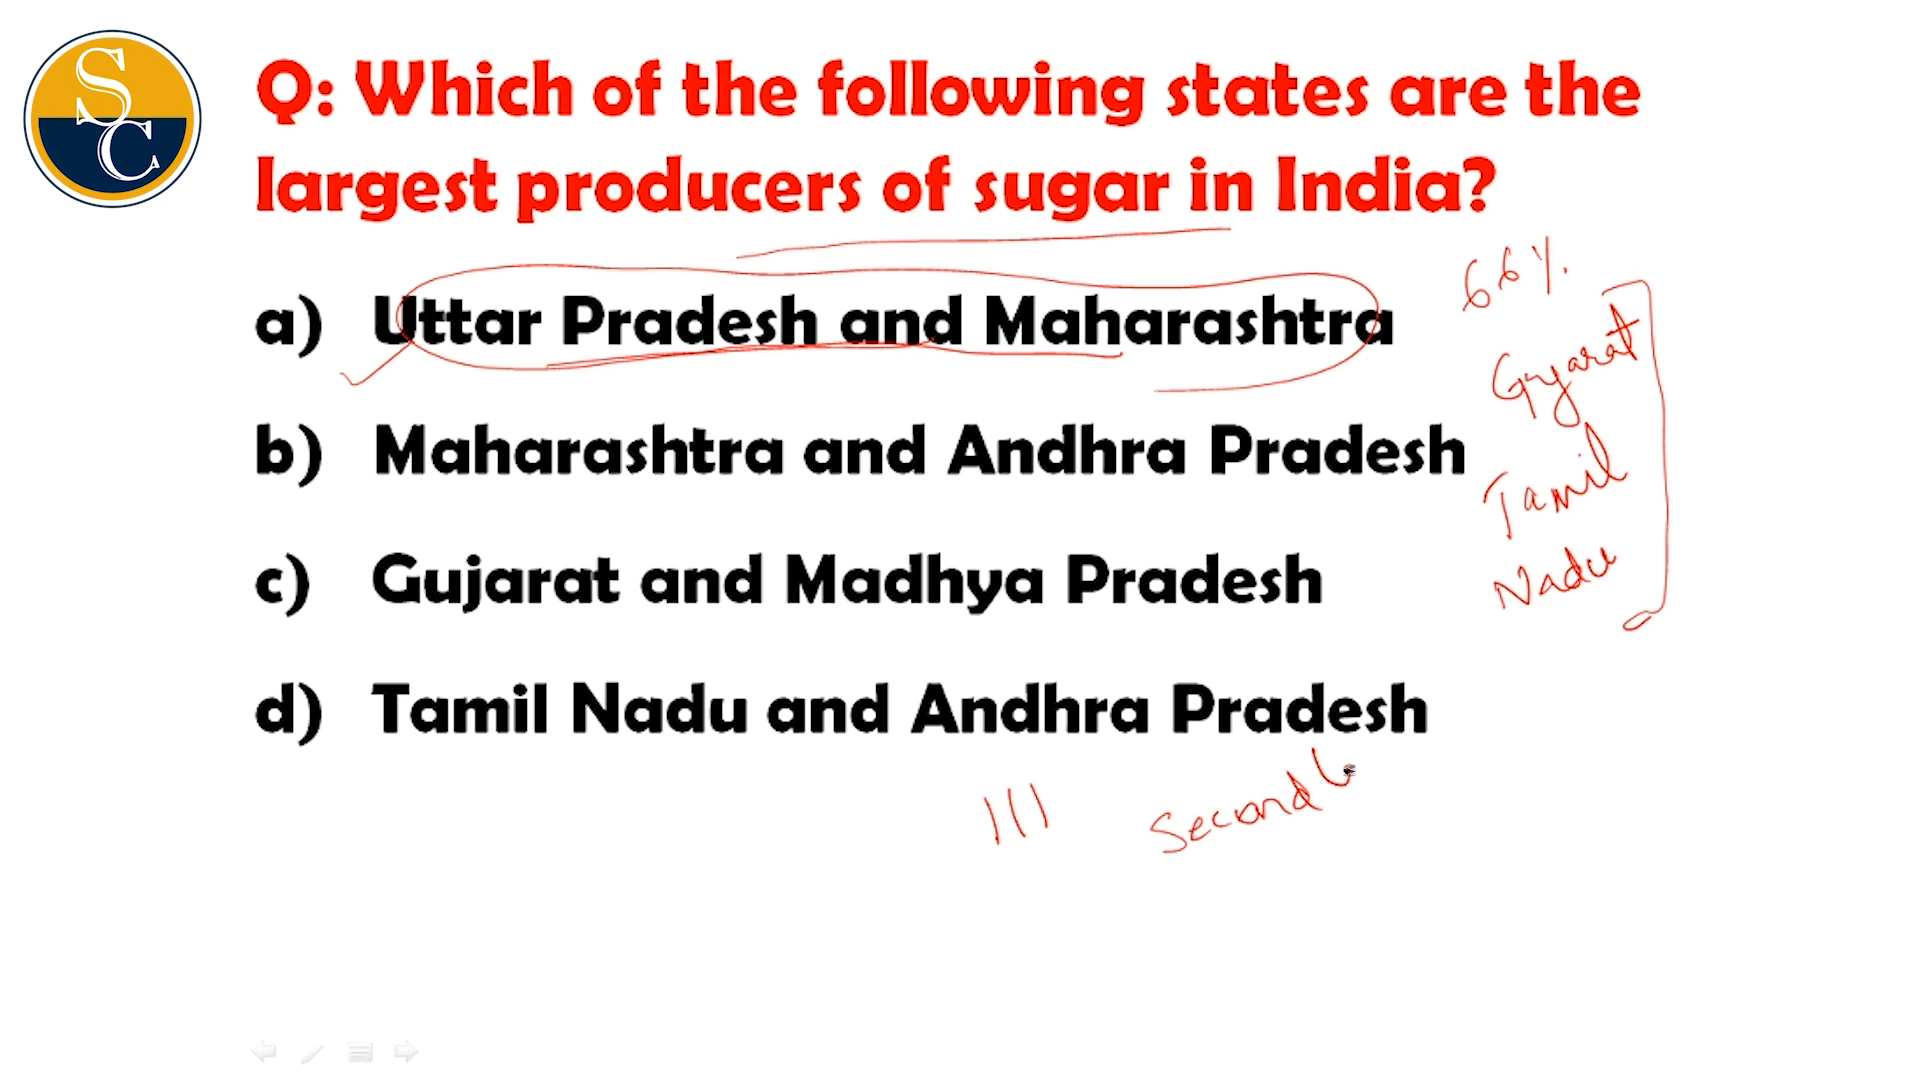 SC
Q: Which of the following states are the
largest producers of sugar in India?
66%.
a) Uttar Pradesh and Maharashtra
Gujarat
b) Maharashtra and Andhra Pradesh
Tamil
Nadu
c) Gujarat and Madhya Pradesh
d) Tamil Nadu and Andhra Pradesh
Second